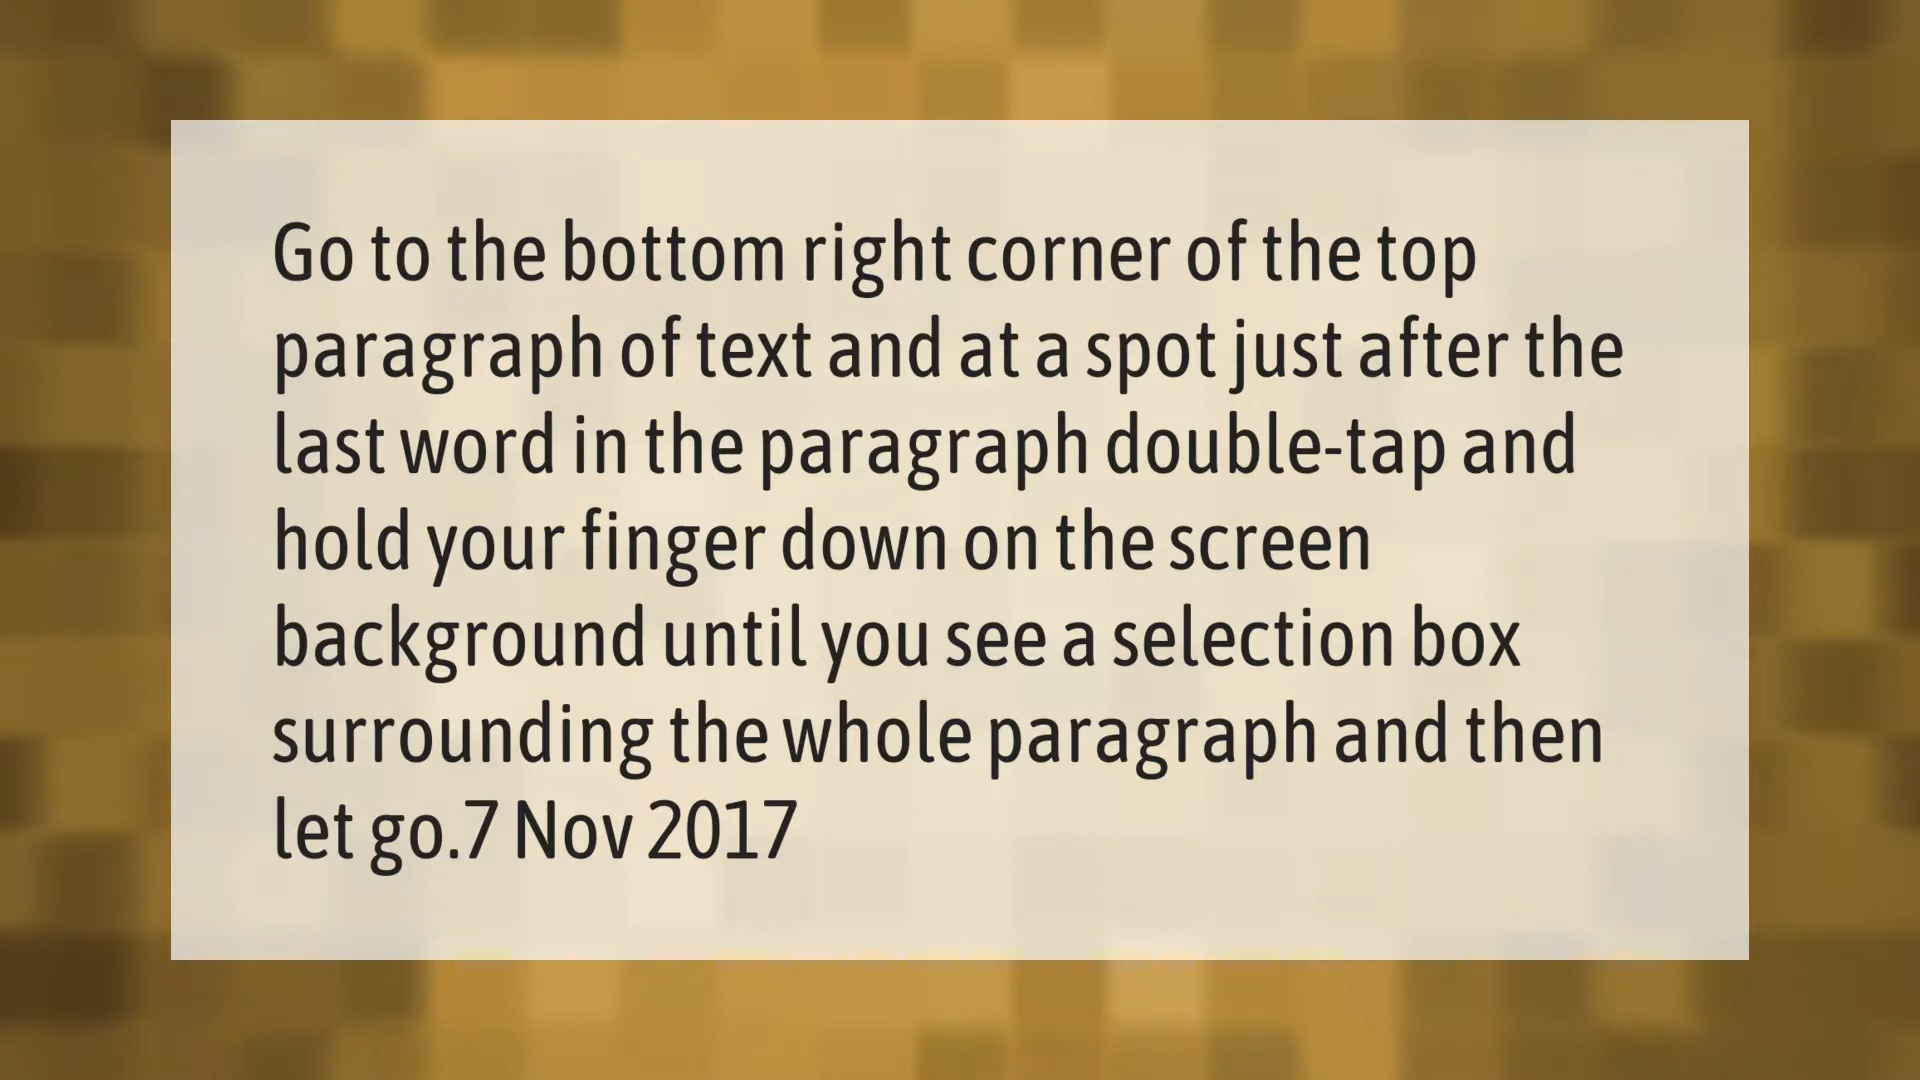 Go to the bottom right corner of the top
paragraph of text and at a spot just after the
last word in the paragraph double-tap and
hold your finger down on the screen
background until you see a selection box
surrounding the whole paragraph and then
let go.7 Nov 2017